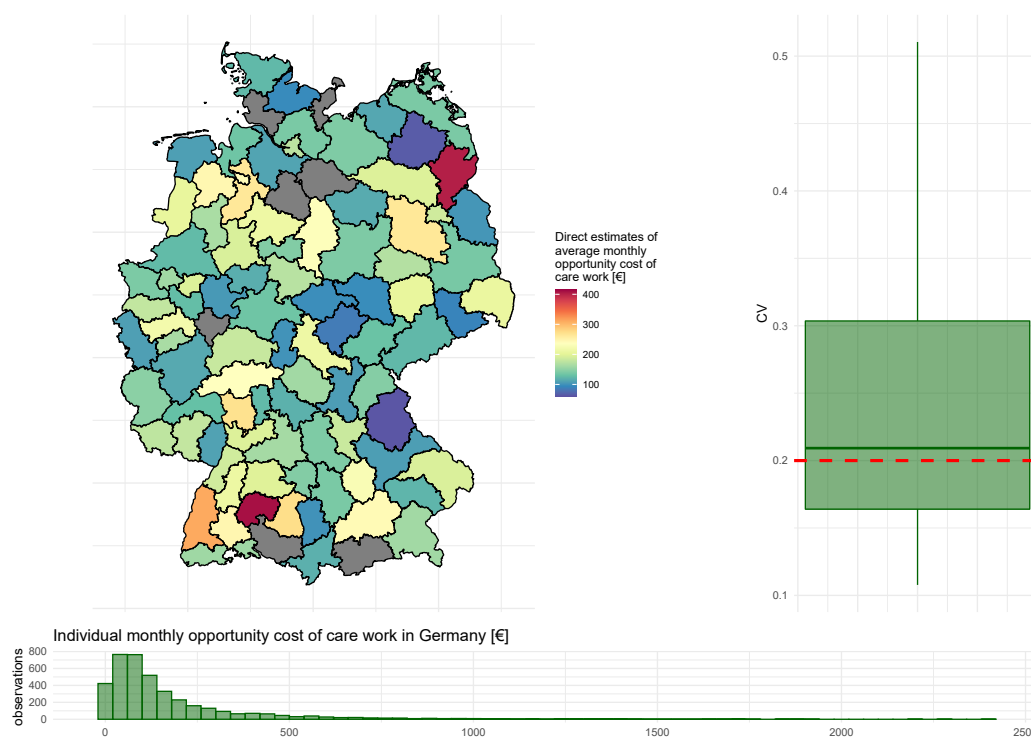 Direct estimates of
average monthly
opportunity cost of
care work [€]
400
300
200
100
CV
0.5
0.4
0.3
0.2
0.1
Individual monthly opportunity cost of care work in Germany [€]
observations
800
600
400
200
0
0
500
1000
1500
2000
250